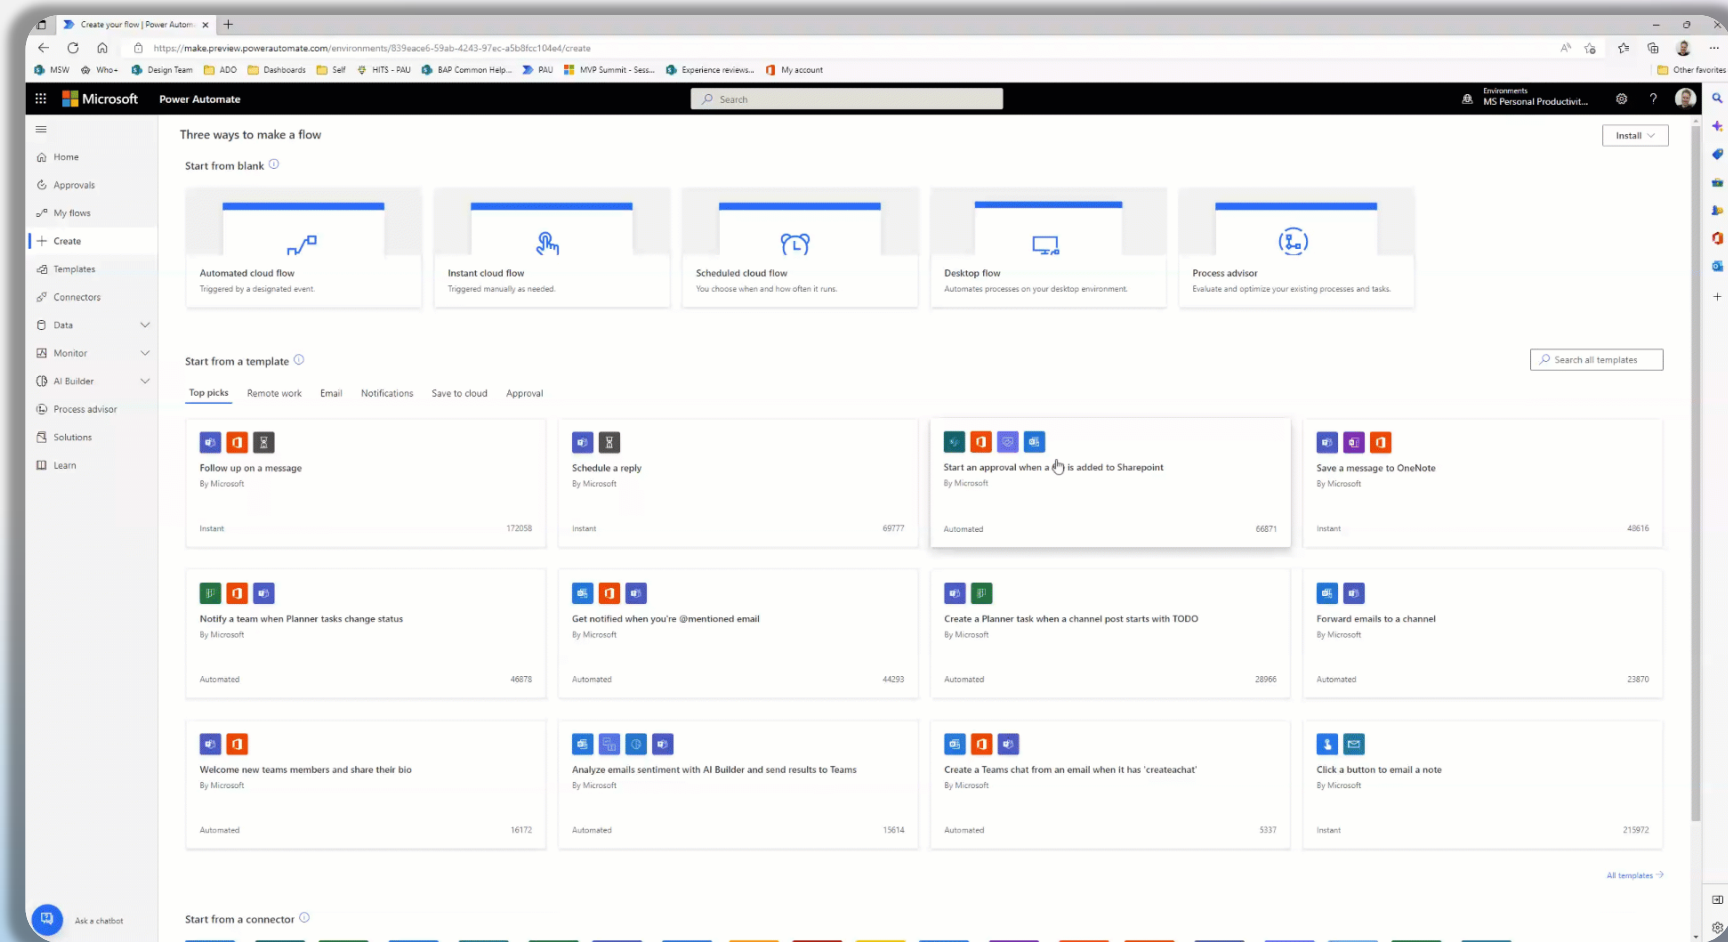 Create your flow | Power Autom
https://make.preview.powerautomate.com/environments/839eace6-59ab-4243-97ec-a5b8fcc104e4/create
MSW Who+ Design Team ADO Dashboards Self HITS - PAU BAP Common Help... PAU MVP Summit - Sess... Experience reviews... My account Other favorites
Microsoft Power Automate Search Environments
MS Personal Productivit...
Three ways to make a flow
Install
Home
Approvals
My flows
Create
Templates
Connectors
Data
Monitor
AI Builder
Process advisor
Solutions
Learn
Ask a chatbot
Start from blank
Automated cloud flow
Triggered by a designated event.
Instant cloud flow
Triggered manually as needed.
Scheduled cloud flow
You choose when and how often it runs.
Desktop flow
Automates processes on your desktop environment.
Process advisor
Evaluate and optimize your existing processes and tasks.
Start from a template
Search all templates
Top picks Remote work Email Notifications Save to cloud Approval
Follow up on a message
By Microsoft
Instant 172058
Schedule a reply
By Microsoft
Instant 69777
Start an approval when a is added to Sharepoint
By Microsoft
Automated 66871
Save a message to OneNote
By Microsoft
Instant 48616
Notify a team when Planner tasks change status
By Microsoft
Automated 46878
Get notified when you're @mentioned email
By Microsoft
Automated 44293
Create a Planner task when a channel post starts with TODO
By Microsoft
Automated 28966
Forward emails to a channel
By Microsoft
Automated 23870
Welcome new teams members and share their bio
By Microsoft
Automated 16172
Analyze emails sentiment with AI Builder and send results to Teams
By Microsoft
Automated 15614
Create a Teams chat from an email when it has 'createachat'
By Microsoft
Automated 5337
Click a button to email a note
By Microsoft
Instant 215972
All templates
Start from a connector